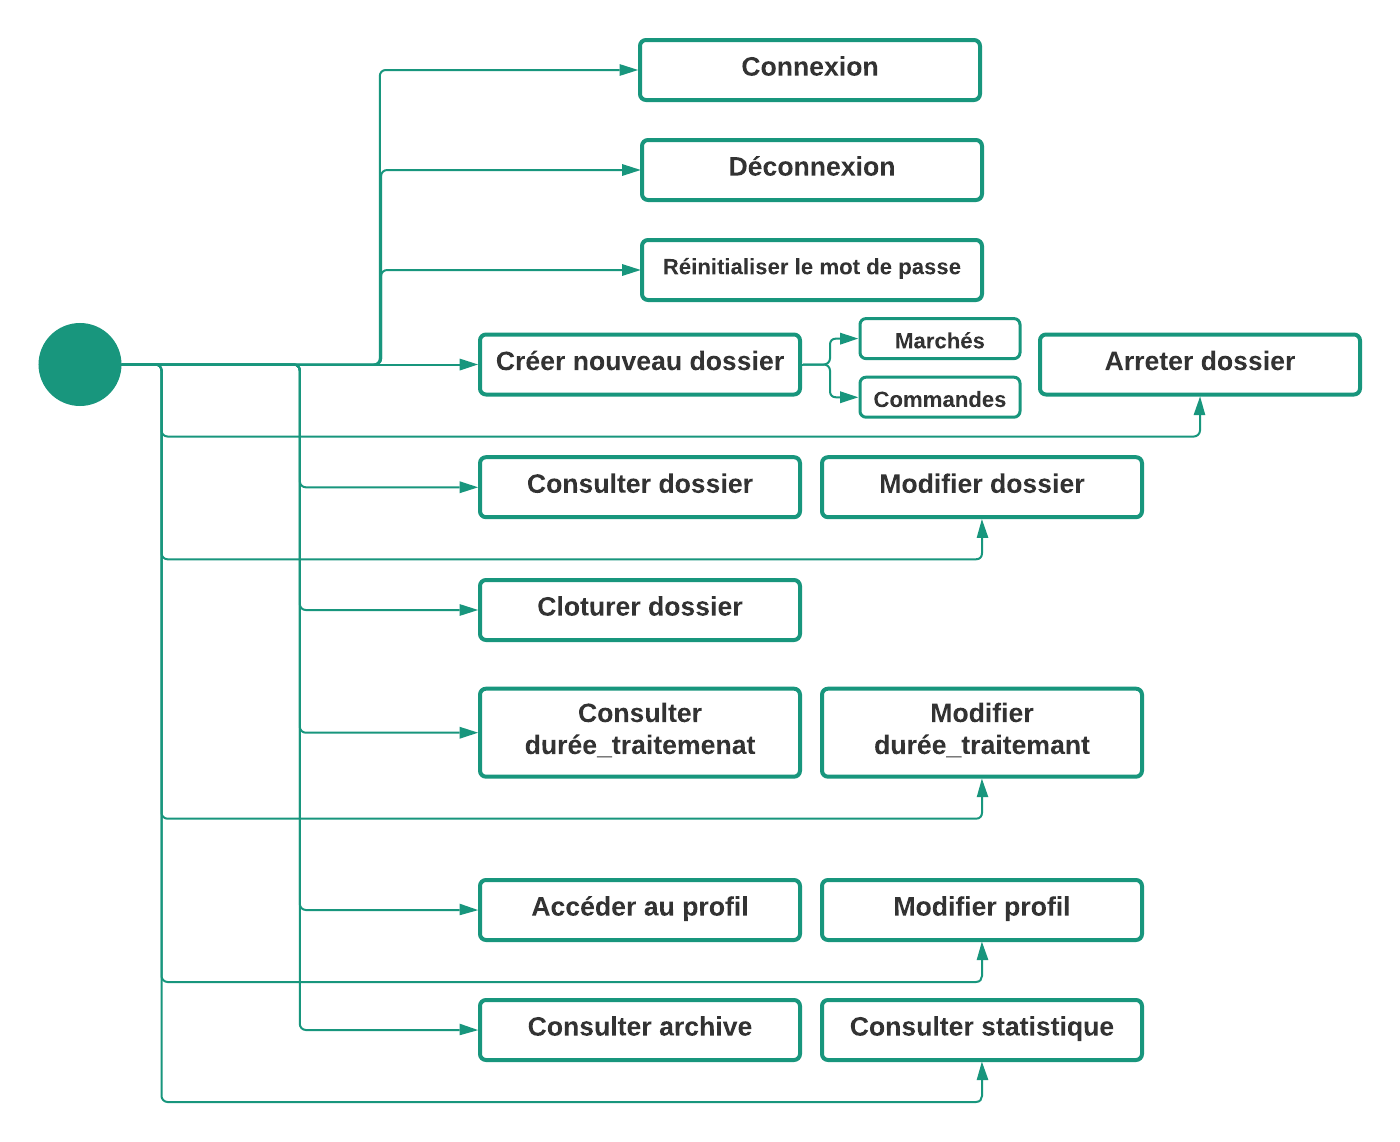 Connexion
Déconnexion
Réinitialiser le mot de passe
Créer nouveau dossier
Marchés
Commandes
Arreter dossier
Consulter dossier
Modifier dossier
Cloturer dossier
Consulter
durée_traitemenat
Modifier
durée_traitemant
Accéder au profil
Modifier profil
Consulter archive
Consulter statistique